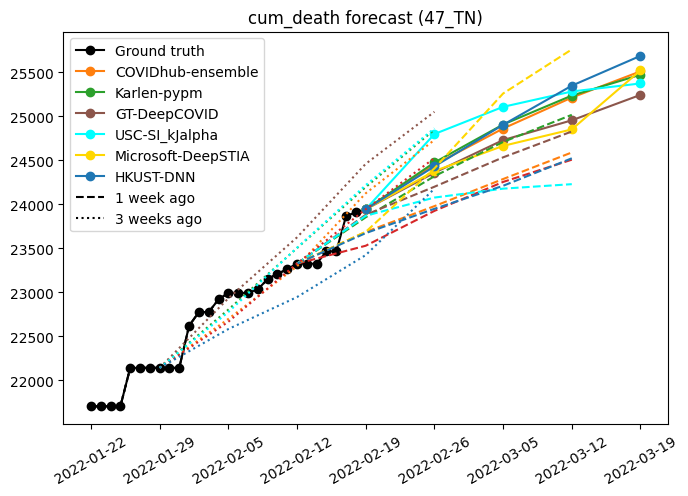 cum_death forecast (47_TN)
Ground truth
COVIDhub-ensemble
Karlen-pypm
GT-DeepCOVID
USC-SI_kJalpha
Microsoft-DeepSTIA
HKUST-DNN
1 week ago
3 weeks ago
25500
25000
24500
24000
23500
23000
22500
22000
2022-01-22
2022-01-29
2022-02-05
2022-02-12
2022-02-19
2022-02-26
2022-03-05
2022-03-12
2022-03-19